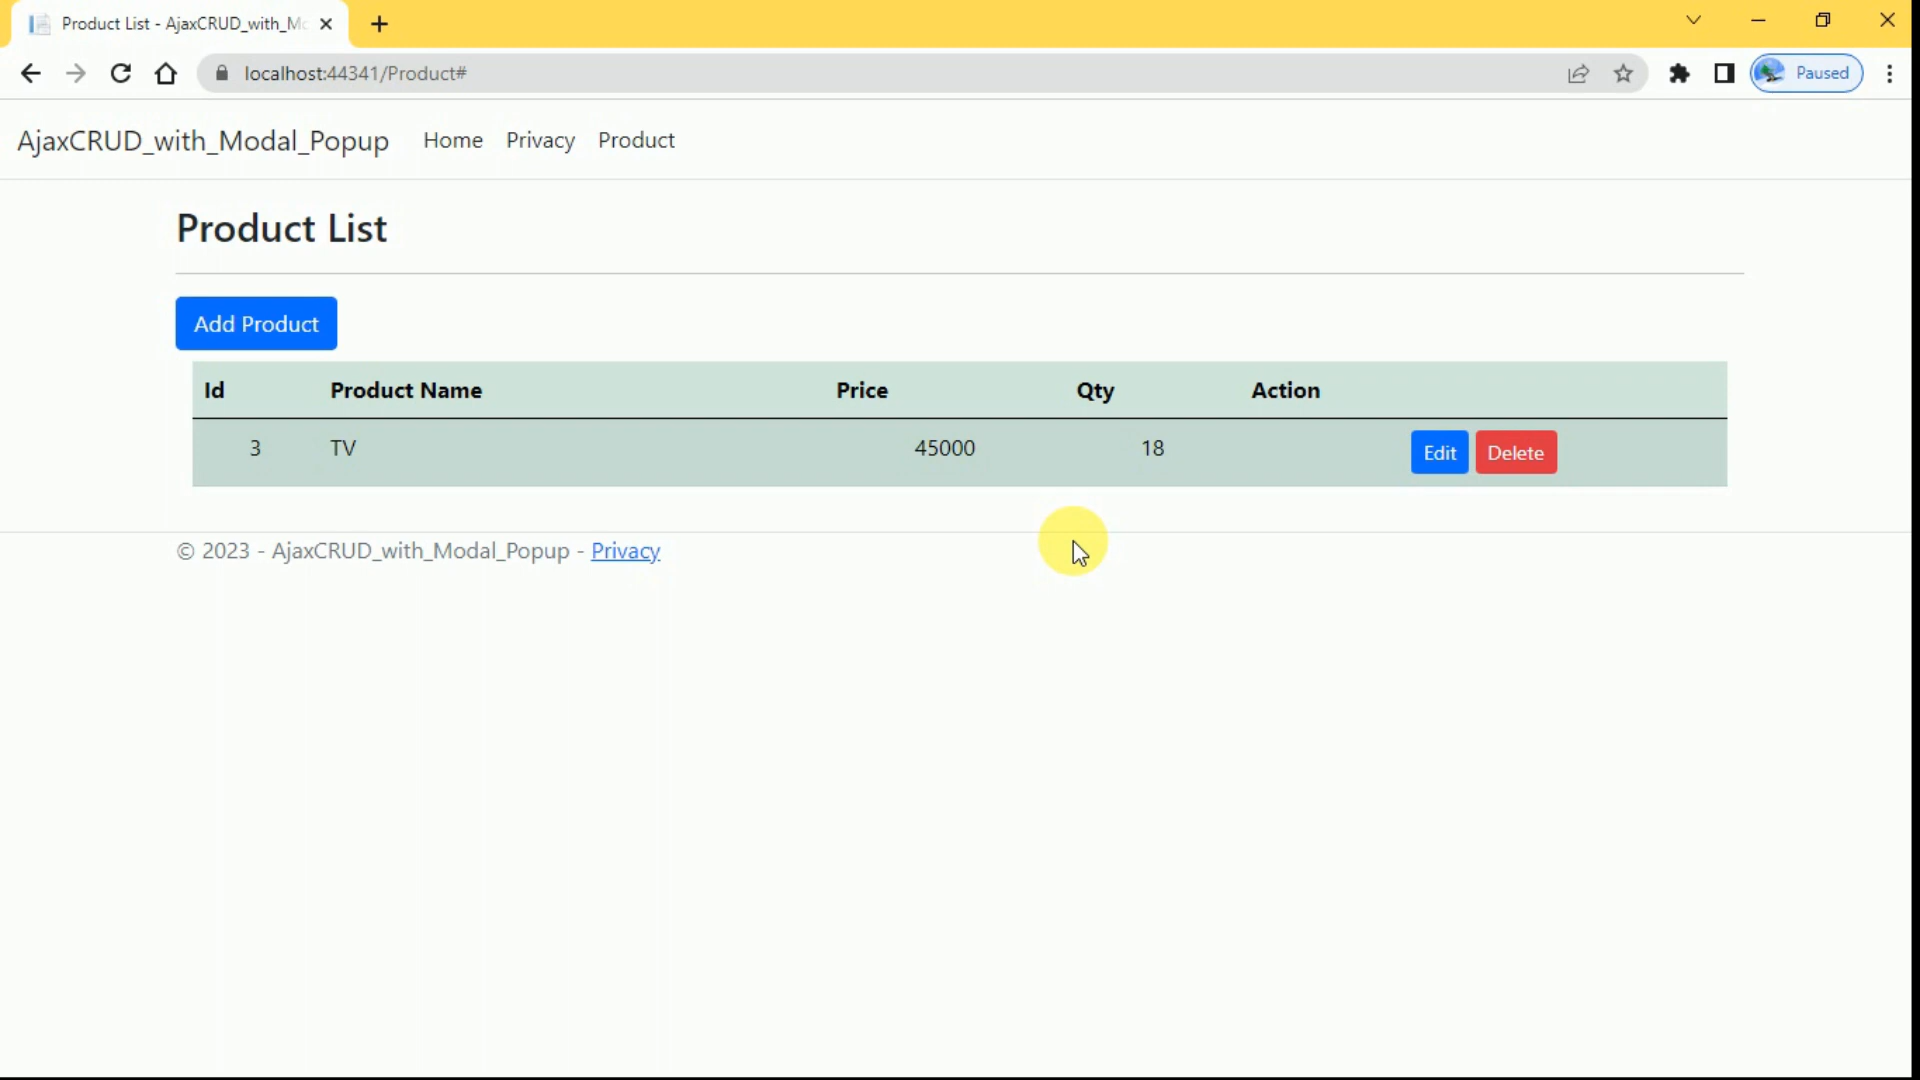 Product List - AjaxCRUD_with_Mo
localhost:44341/Product#
Paused
AjaxCRUD_with_Modal_Popup Home Privacy Product
Product List
Add Product
Id Product Name Price Qty Action
3 TV 45000 18 Edit Delete
© 2023 - AjaxCRUD_with_Modal_Popup - Privacy